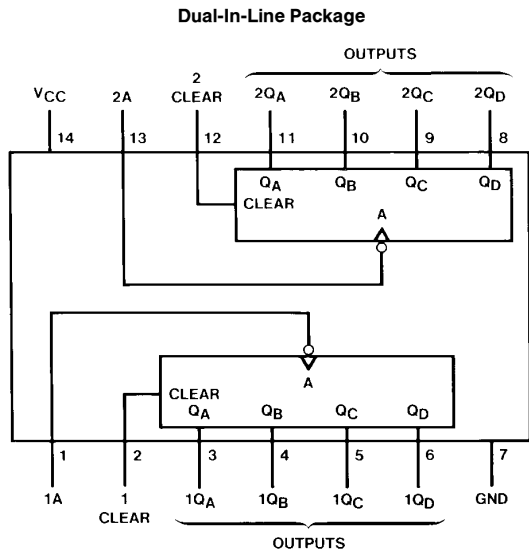 Dual-In-Line Package
OUTPUTS
VCC 2A 2 CLEAR 2QA 2QB 2QC 2QD
14 13 12 11 10 9 8
QA QB QC QD
CLEAR
A
A
CLEAR
QA QB QC QD
1 2 3 4 5 6 7
1A 1 CLEAR 1QA 1QB 1QC 1QD GND
OUTPUTS